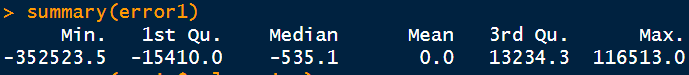 > summary(error1)
Min. 1st Qu. Median Mean 3rd Qu. Max.
-352523.5 -15410.0 -535.1 0.0 13234.3 116513.0